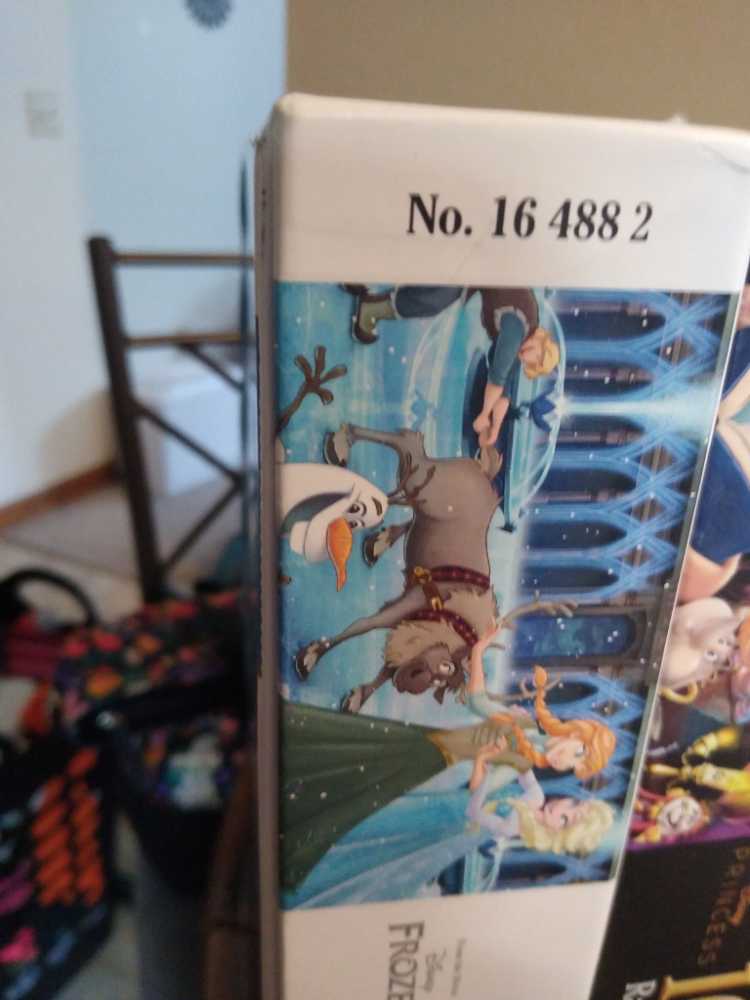 No. 16 488 2
Disney
FROZE
PRINCESS
R